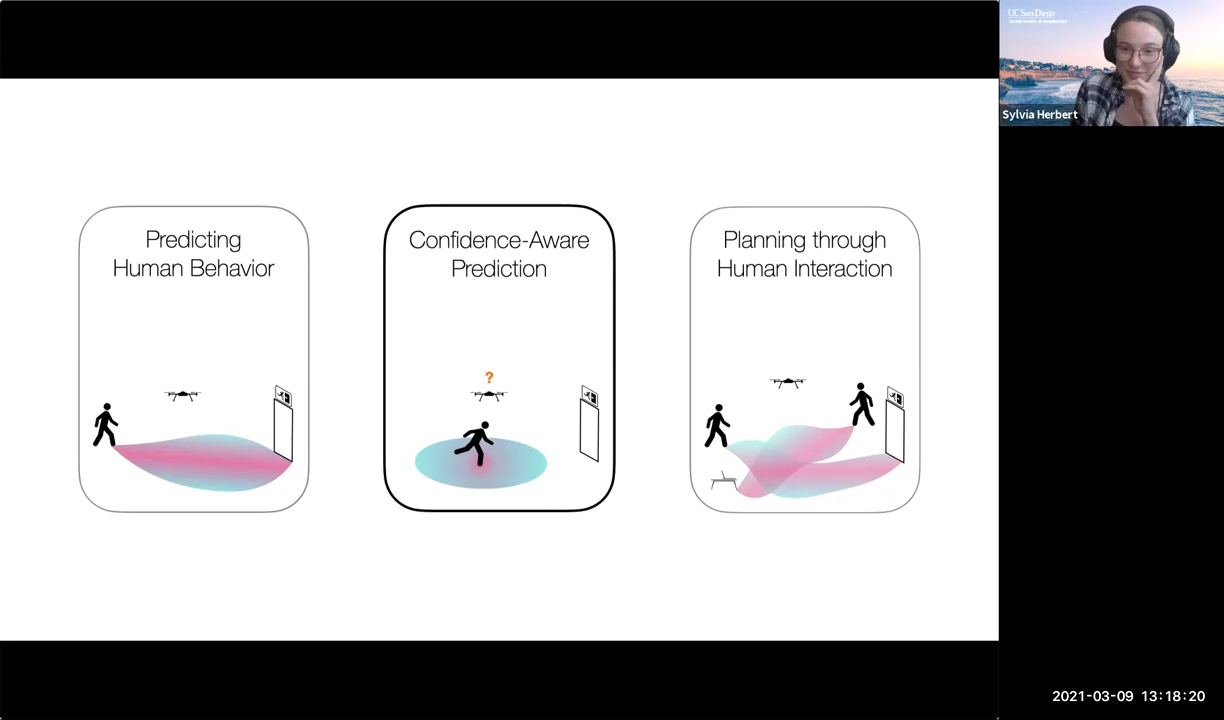 Predicting
Human Behavior
Confidence-Aware
Prediction
?
Planning through
Human Interaction
UC San Diego
Sylvia Herbert
2021-03-09 13:18:20